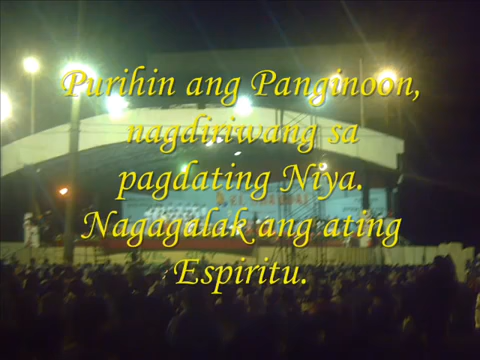 Purihin ang Panginoon,
nagdiriwang sa
pagdating Niya.
Nagagalak ang ating
Espiritu.